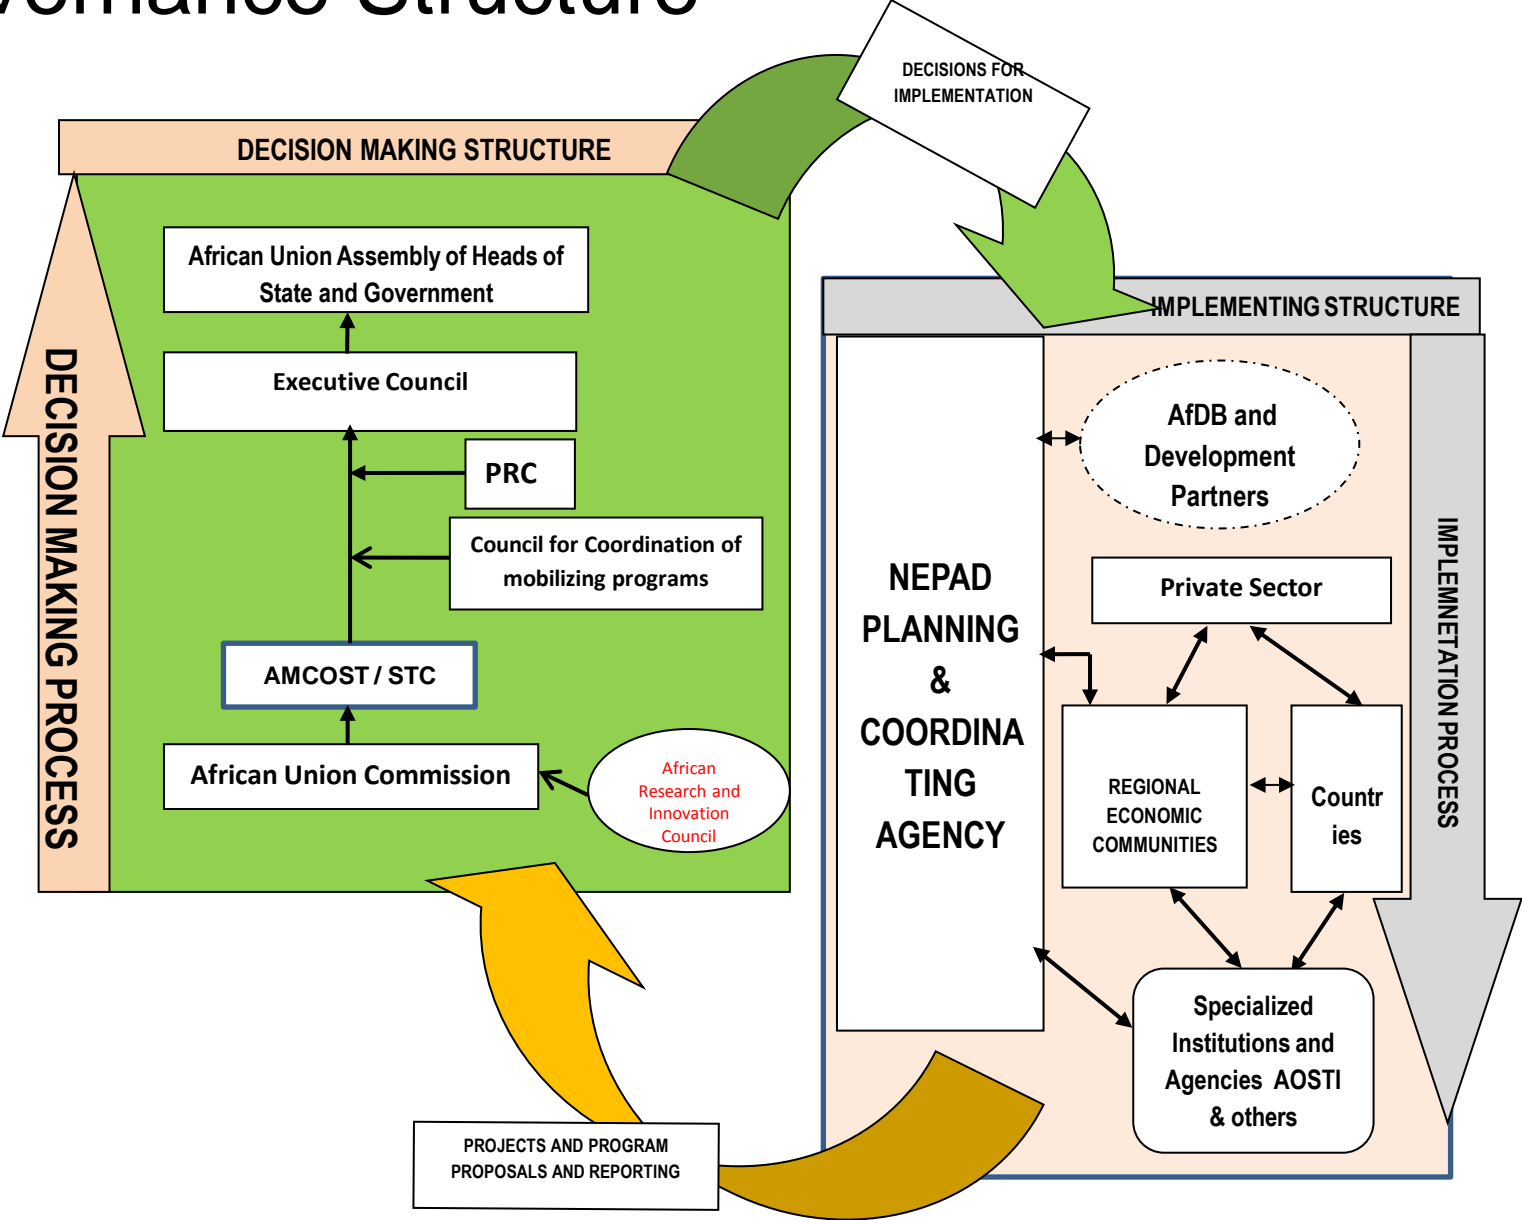 vernance Structure
DECISIONS FOR
IMPLEMENTATION
DECISION MAKING STRUCTURE
African Union Assembly of Heads of
State and Government
Executive Council
PRC
Council for Coordination of
mobilizing programs
AMCOST / STC
African Union Commission
African
Research and
Innovation
Council
DECISION MAKING PROCESS
IMPLEMENTING STRUCTURE
AfDB and
Development
Partners
NEPAD
PLANNING
&
COORDINA
TING
AGENCY
Private Sector
REGIONAL
ECONOMIC
COMMUNITIES
Countr
ies
Specialized
Institutions and
Agencies AOSTI
& others
IMPLEMNETATION PROCESS
PROJECTS AND PROGRAM
PROPOSALS AND REPORTING